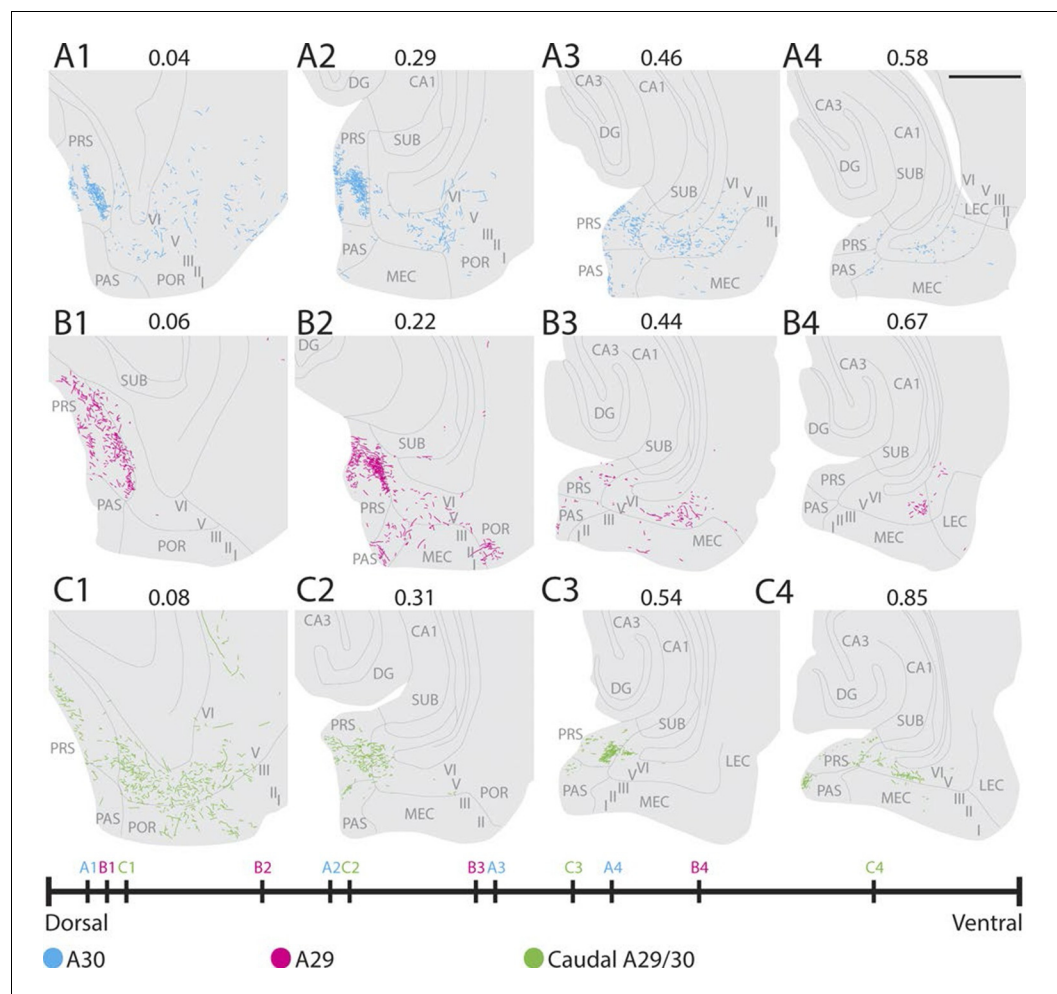 A1 0.04 A2 0.29 A3 0.46 A4 0.58
PRS
VI
V
III
II
I
PAS POR
DG CA1
PRS SUB
VI
V
III
II
I
PAS MEC POR
CA3 CA1
DG
SUB VI
V
III
II
I
PRS
PAS MEC
CA3
CA1
DG
SUB VI
V
III
II
I
LEC
PRS
PAS MEC
B1 0.06 B2 0.22 B3 0.44 B4 0.67
SUB
PRS
PAS VI
V
III
II
I
POR
DG
SUB
PRS VI
V
III
II
I
POR
PAS MEC
CA3 CA1
DG
SUB
PRS VI
V
III
II
I
PAS MEC
CA3
CA1
DG
SUB
PRS VI
V
III
II
I
PAS MEC LEC
C1 0.08 C2 0.31 C3 0.54 C4 0.85
VI
PRS V
III
II
I
PAS POR
CA3 CA1
DG
SUB
PRS
VI
V
III
II
POR
PAS MEC
CA3
CA1
DG
SUB
PRS
VI
V
III
II
I
LEC
PAS MEC
CA3
CA1
DG
SUB
PRS VI
V
III
II
I
LEC
PAS MEC
A1 B1 C1 B2 A2 C2 B3 A3 C3 A4 B4 C4
Dorsal Ventral
A30 A29 Caudal A29/30